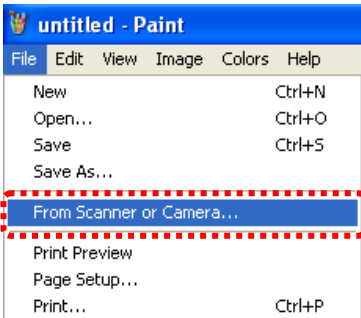 untitled - Paint
File Edit View Image Colors Help
New Ctrl+N
Open... Ctrl+O
Save Ctrl+S
Save As...
From Scanner or Camera...
Print Preview
Page Setup...
Print... Ctrl+P